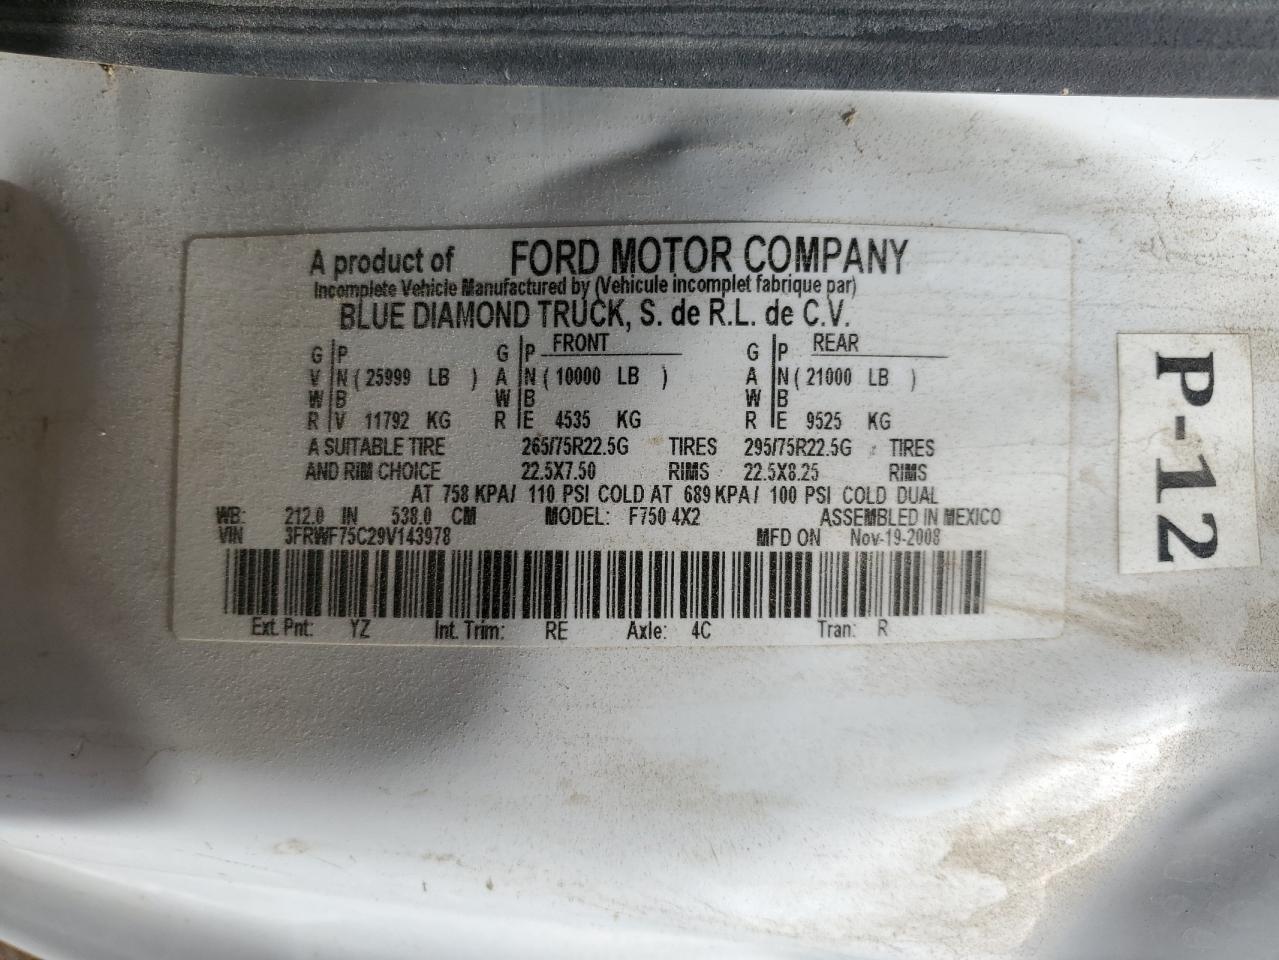 A product of FORD MOTOR COMPANY
Incomplete Vehicle Manufactured by (Vehicule incomplet fabrique par)
BLUE DIAMOND TRUCK, S. de R.L. de C.V.
G P G P FRONT G P REAR
V N ( 25999 LB ) A N ( 10000 LB ) A N ( 21000 LB )
W B W B W B
R V 11792 KG R E 4535 KG R E 9525 KG
A SUITABLE TIRE 265/75R22.5G TIRES 295/75R22.5G TIRES
AND RIM CHOICE 22.5X7.50 RIMS 22.5X8.25 RIMS
AT 758 KPA/ 110 PSI COLD AT 689 KPA/ 100 PSI COLD DUAL
WB: 212.0 IN 538.0 CM MODEL: F750 4X2 ASSEMBLED IN MEXICO
VIN 3FRWF75C29V143978 MFD ON Nov-19-2008
Ext. Pnt: YZ Int. Trim: RE Axle: 4C Tran: R
P-12